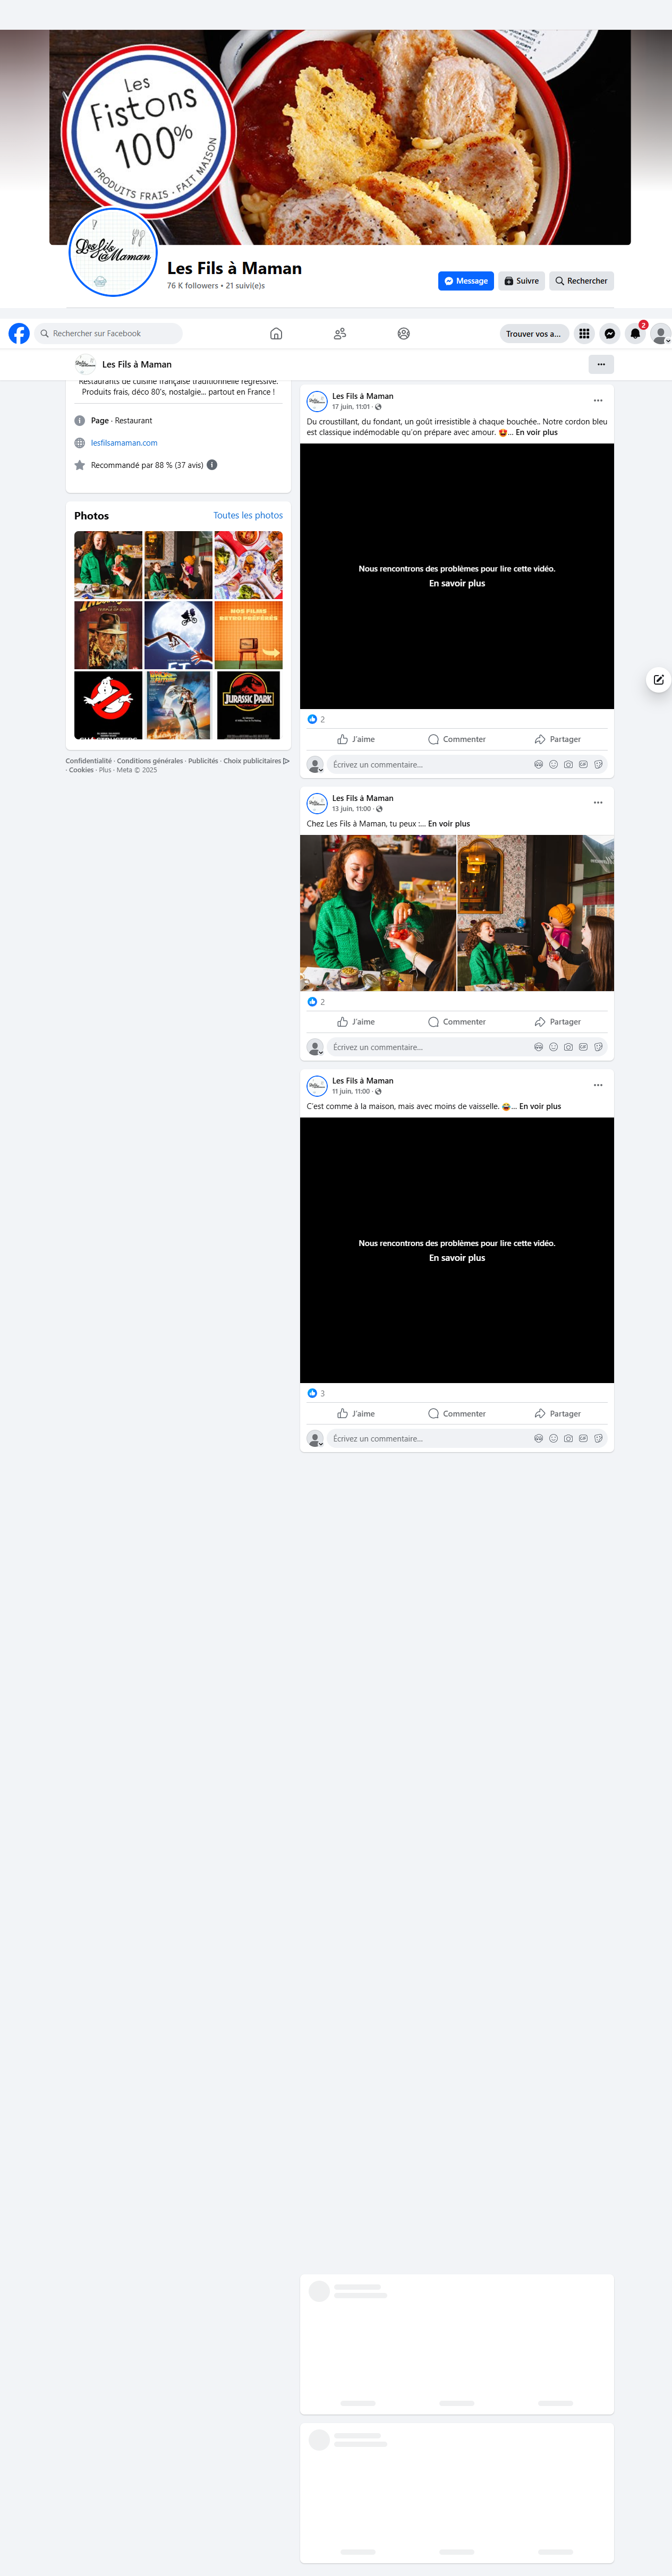 Les
Fistons
100%
PRODUITS FRAIS · FAIT MAISON
Les fils
à Maman
Les Fils à Maman
76 K followers • 21 suivi(e)s
Message
Suivre
Rechercher
Rechercher sur Facebook
Trouver vos a...
2
Les Fils à Maman
Restaurants de cuisine française traditionnelle régressive.
Produits frais, déco 80's, nostalgie... partout en France !
Page · Restaurant
lesfilsamaman.com
Recommandé par 88 % (37 avis)
Photos
Toutes les photos
NOS FILMS
RETRO PRÉFÉRÉS
E.T.
JURASSIC PARK
Confidentialité · Conditions générales · Publicités · Choix publicitaires
· Cookies · Plus · Meta © 2025
Les Fils à Maman
17 juin, 11:01 ·
Du croustillant, du fondant, un goût irresistible à chaque bouchée.. Notre cordon bleu
est classique indémodable qu'on prépare avec amour. 🤩... En voir plus
Nous rencontrons des problèmes pour lire cette vidéo.
En savoir plus
2
J'aime
Commenter
Partager
Écrivez un commentaire...
Les Fils à Maman
13 juin, 11:00 ·
Chez Les Fils à Maman, tu peux :... En voir plus
2
J'aime
Commenter
Partager
Écrivez un commentaire...
Les Fils à Maman
11 juin, 11:00 ·
C'est comme à la maison, mais avec moins de vaisselle. 😂... En voir plus
Nous rencontrons des problèmes pour lire cette vidéo.
En savoir plus
3
J'aime
Commenter
Partager
Écrivez un commentaire...